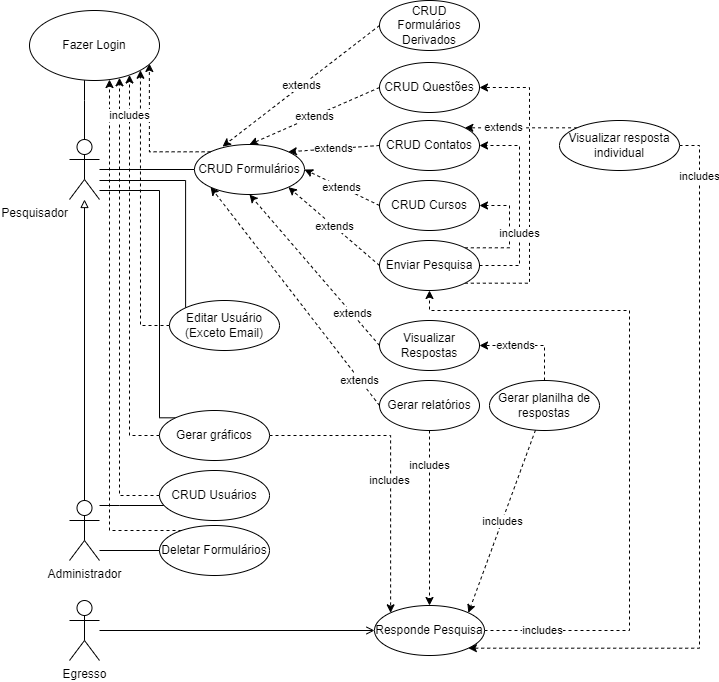 CRUD
Formulários
Derivados
Fazer Login
extends
CRUD Questões
includes
extends
CRUD Contatos
extends
Visualizar resposta
individual
extends
CRUD Formulários
includes
extends
CRUD Cursos
Pesquisador
extends
includes
Enviar Pesquisa
Editar Usuário
(Exceto Email)
extends
Visualizar
Respostas
extends
extends
Gerar relatórios
Gerar planilha de
respostas
Gerar gráficos
includes
includes
CRUD Usuários
includes
Deletar Formulários
Administrador
Responde Pesquisa
includes
Egresso